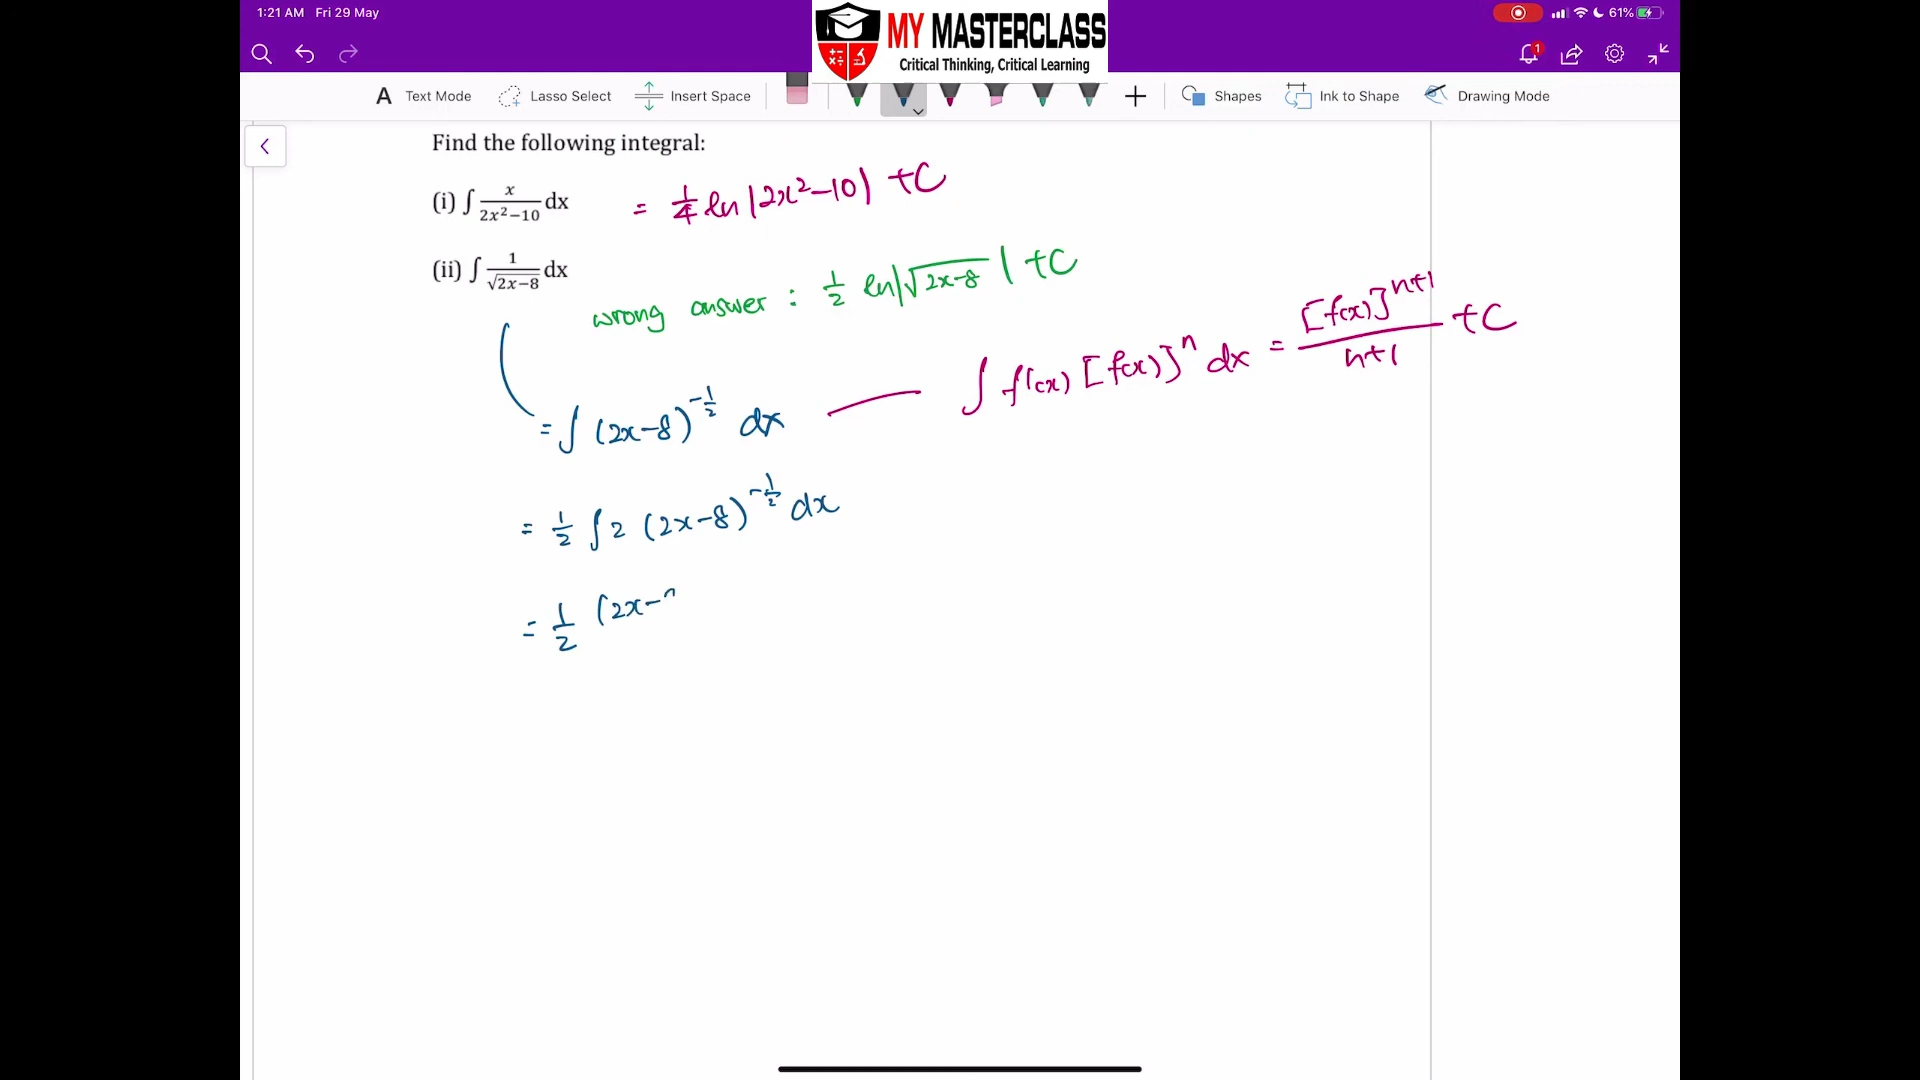 1:21 AM Fri 29 May
61%
MY MASTERCLASS
Critical Thinking, Critical Learning
1
A Text Mode Lasso Select Insert Space Shapes Ink to Shape Drawing Mode
Find the following integral:
(i) ∫ x/(2x²−10) dx = 1/4 ln|2x²−10| + C
(ii) ∫ 1/√(2x−8) dx
wrong answer : 1/2 ln|√(2x−8)| + C
∫ f'(x) [f(x)]ⁿ dx = [f(x)]ⁿ⁺¹/(n+1) + C
= ∫ (2x−8)^(−1/2) dx
= 1/2 ∫ 2 (2x−8)^(−1/2) dx
= 1/2 (2x−